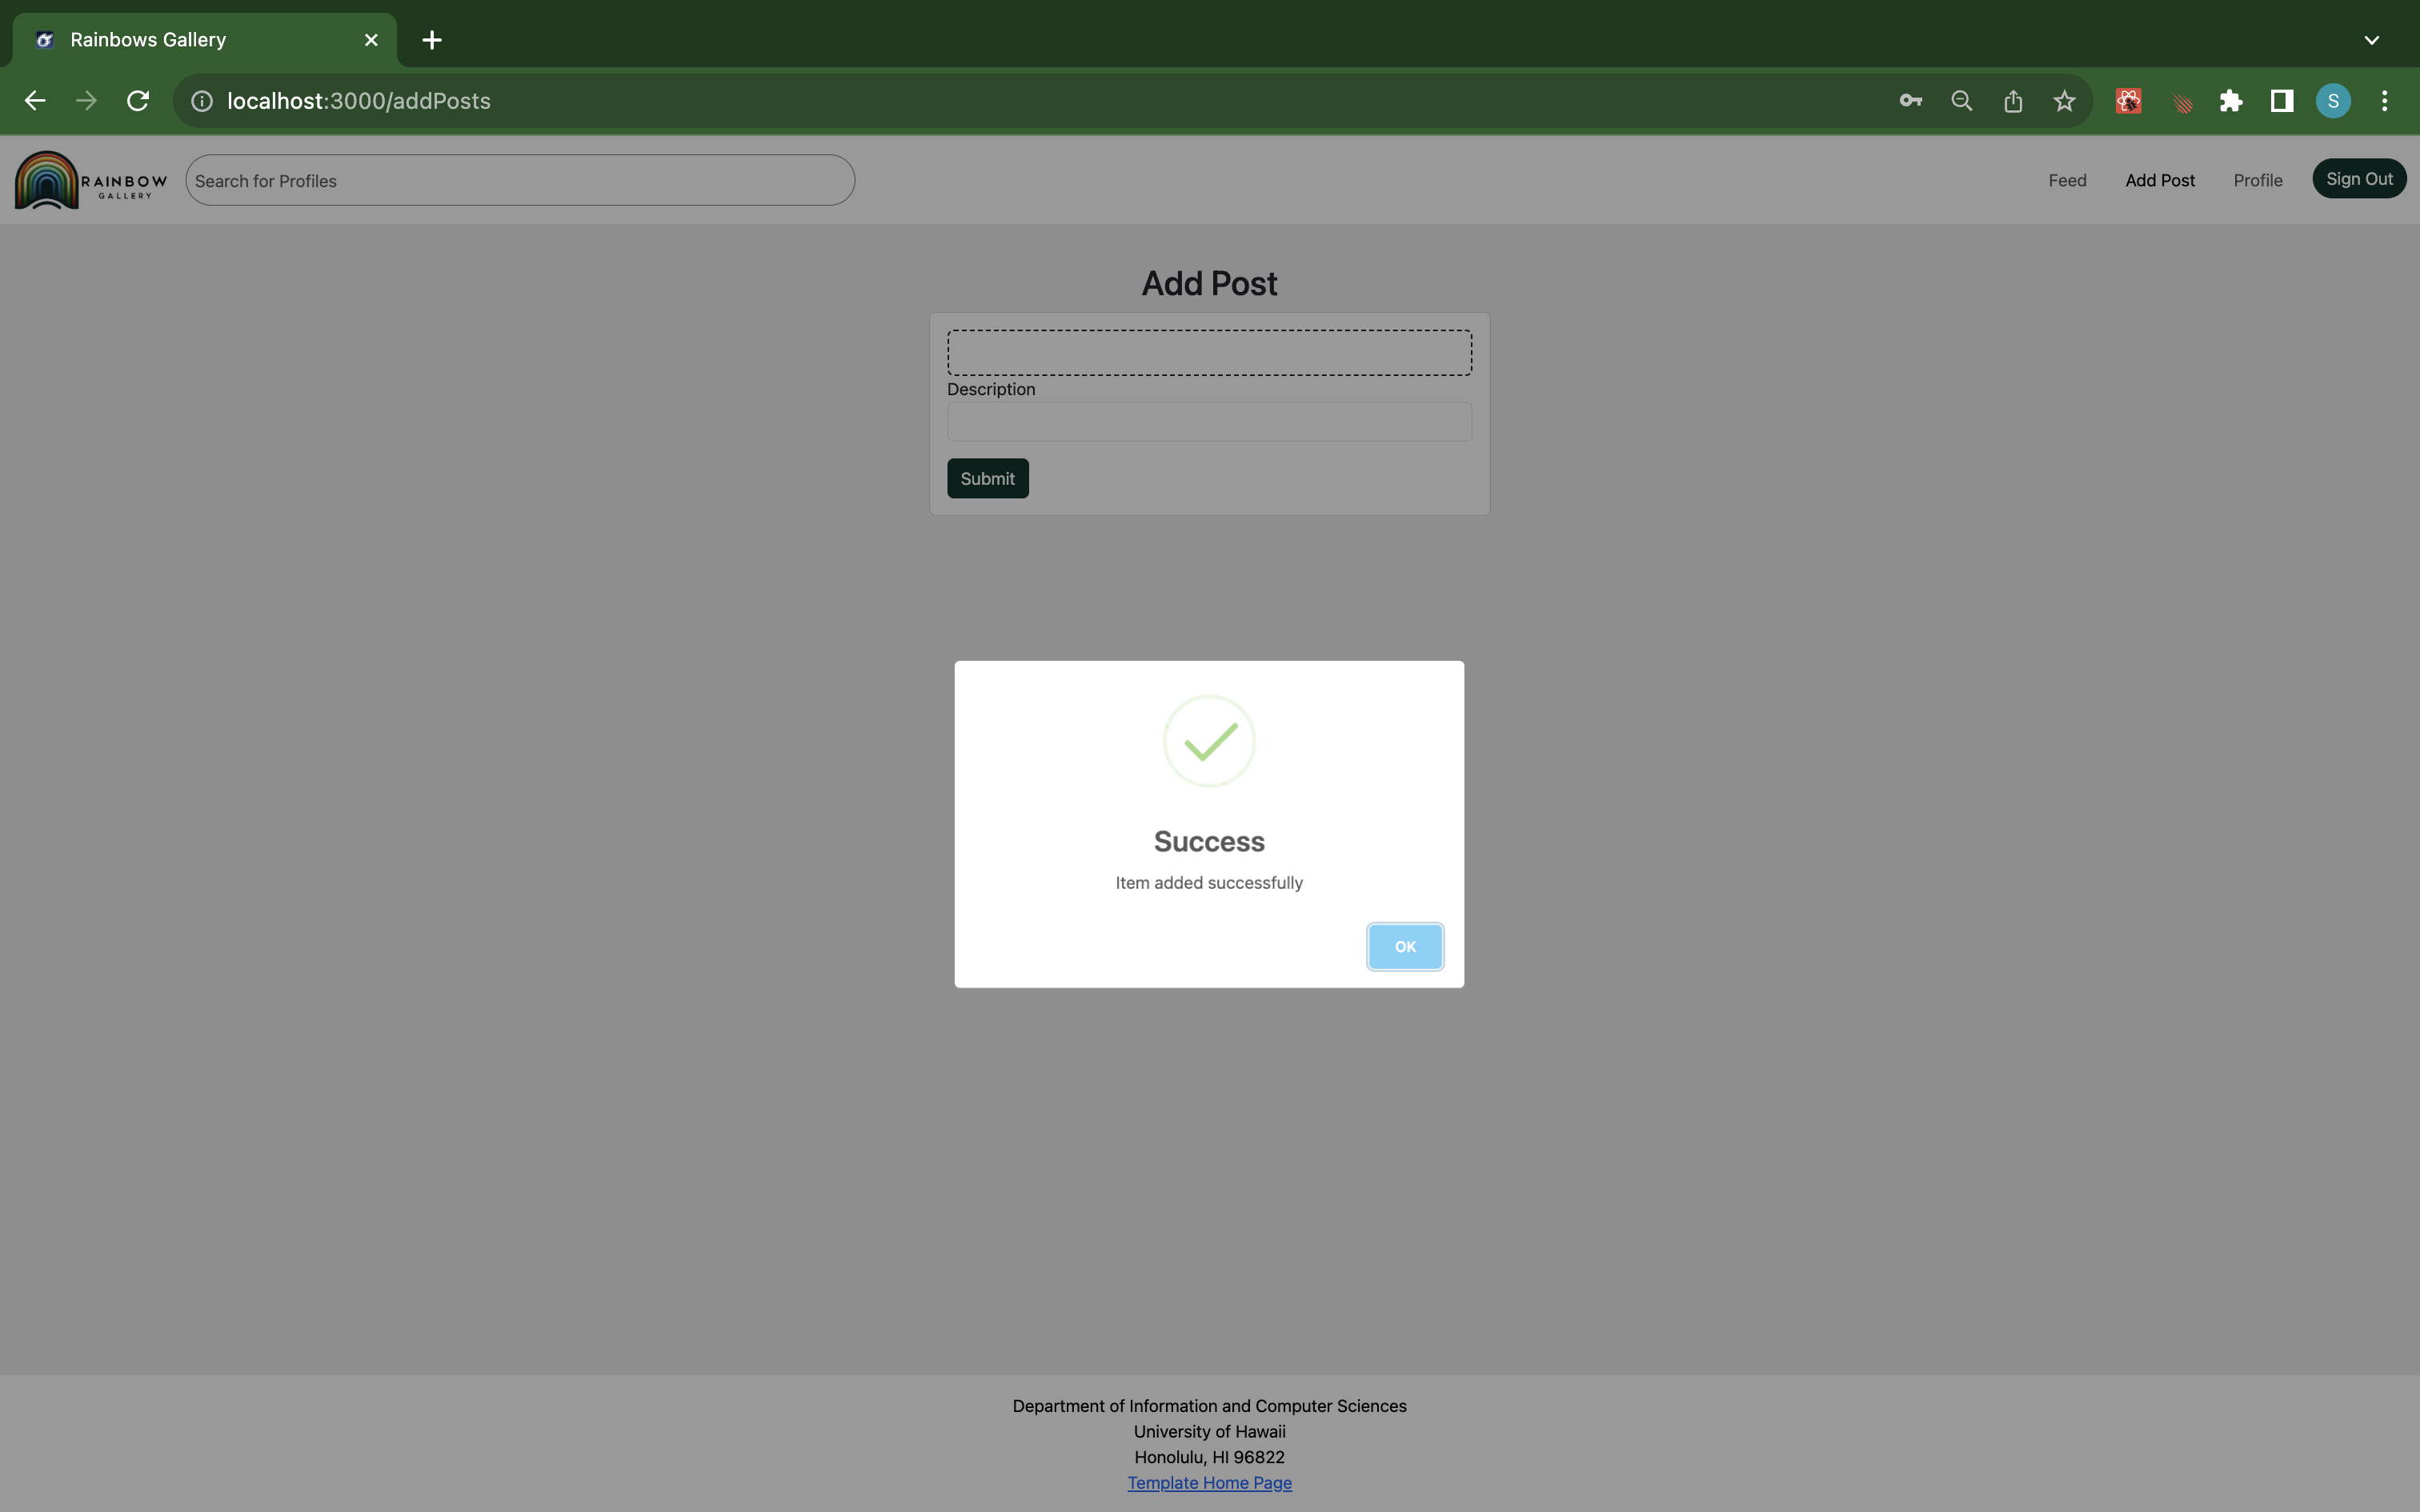 Rainbows Gallery
localhost:3000/addPosts
S
RAINBOW
GALLERY
Search for Profiles
Feed
Add Post
Profile
Sign Out
Add Post
Description
Submit
Success
Item added successfully
OK
Department of Information and Computer Sciences
University of Hawaii
Honolulu, HI 96822
Template Home Page